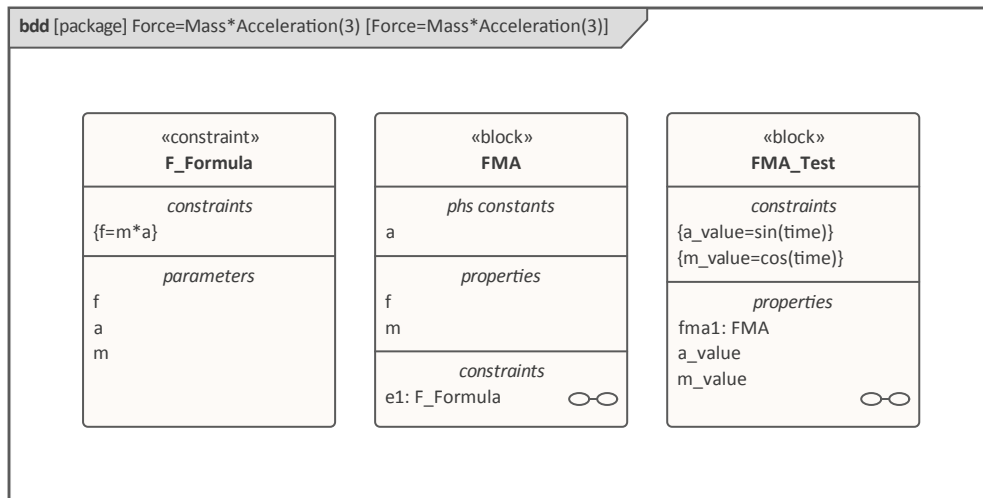 bdd [package] Force=Mass*Acceleration(3) [Force=Mass*Acceleration(3)]
«constraint»
F_Formula
constraints
{f=m*a}
parameters
f
a
m
«block»
FMA
phs constants
a
properties
f
m
constraints
e1: F_Formula
«block»
FMA_Test
constraints
{a_value=sin(time)}
{m_value=cos(time)}
properties
fma1: FMA
a_value
m_value